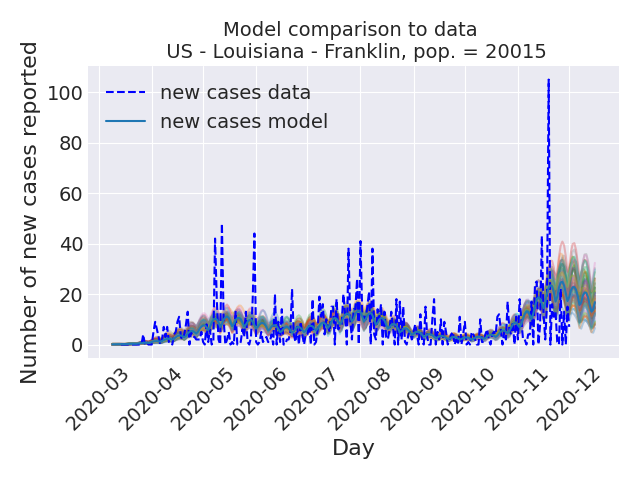 Model comparison to data
US - Louisiana - Franklin, pop. = 20015
Number of new cases reported
100
80
60
40
20
0
new cases data
new cases model
2020-03
2020-04
2020-05
2020-06
2020-07
2020-08
2020-09
2020-10
2020-11
2020-12
Day